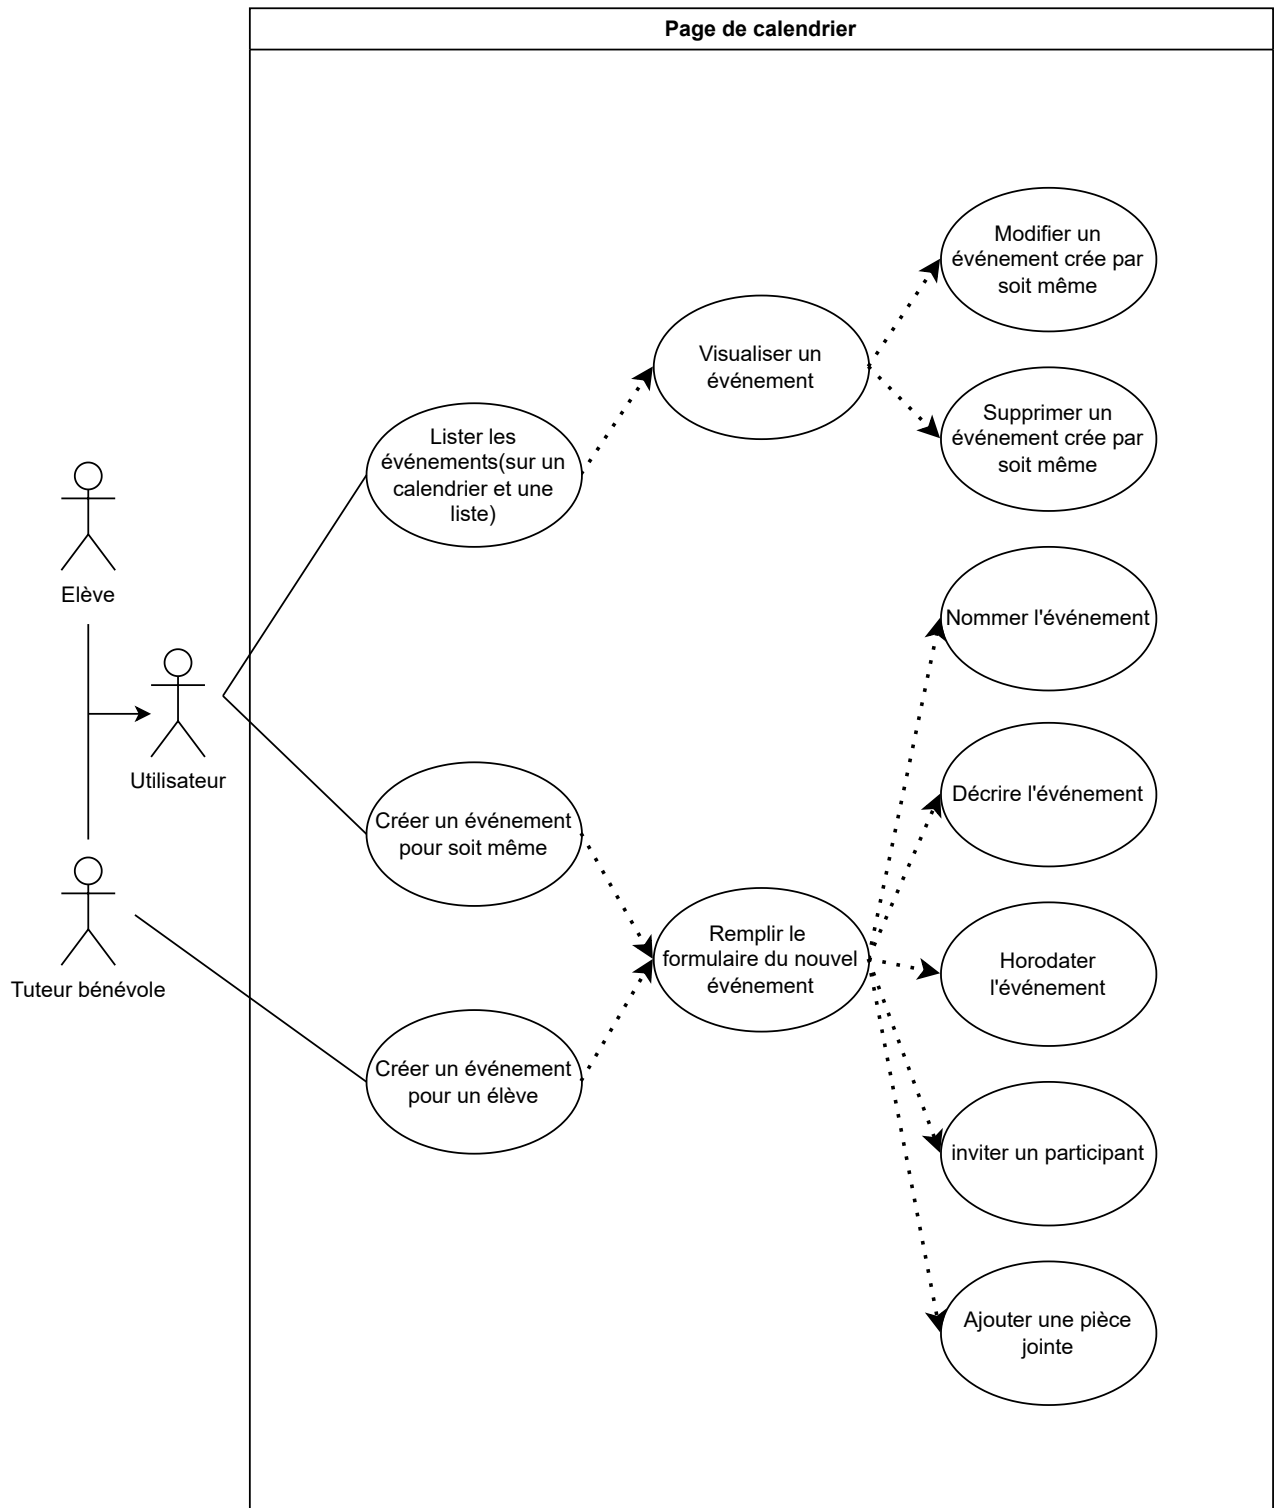 Page de calendrier
Modifier un
événement crée par
soit même
Visualiser un
événement
Supprimer un
événement crée par
soit même
Lister les
événements(sur un
calendrier et une
liste)
Elève
Nommer l'événement
Utilisateur
Décrire l'événement
Créer un événement
pour soit même
Remplir le
formulaire du nouvel
événement
Horodater
l'événement
Tuteur bénévole
Créer un événement
pour un élève
inviter un participant
Ajouter une pièce
jointe